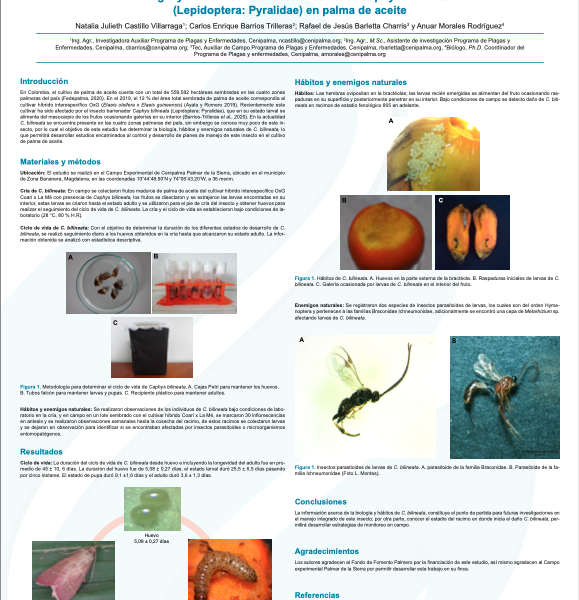 (Lepidoptera: Pyralidae) en palma de aceite
Natalia Julieth Castillo Villarraga¹; Carlos Enrique Barrios Trilleras²; Rafael de Jesús Barletta Charris³ y Anuar Morales Rodríguez⁴
¹Ing. Agr., Investigadora Auxiliar Programa de Plagas y Enfermedades, Cenipalma, ncastillo@cenipalma.org; ²Ing. Agr., M.Sc., Asistente de investigación Programa de Plagas y
Enfermedades, Cenipalma, cbarrios@cenipalma.org; ³Tec, Auxiliar de Campo Programa de Plagas y Enfermedades, Cenipalma, rbarletta@cenipalma.org, ⁴Biólogo, Ph.D. Coordinador del
Programa de Plagas y enfermedades, Cenipalma, amorales@cenipalma.org
Introducción
En Colombia, el cultivo de palma de aceite cuenta con un total de 559.582 hectáreas sembradas en las cuatro zonas
palmeras del país (Fedepalma, 2020). En el 2019, el 12 % del área total sembrada de palma de aceite correspondía al
cultivar híbrido interespecífico OxG (Elaeis oleifera x Elaeis guineensis) (Ayala y Romero 2019). Recientemente este
cultivar ha sido afectado por el insecto barrenador Caphys bilineata (Lepidoptera: Pyralidae), que en su estado larval se
alimenta del mesocarpio de los frutos ocasionando galerías en su interior (Barrios-Trilleras et al., 2020). En la actualidad
C. bilineata se encuentra presente en las cuatro zonas palmeras del país, sin embargo se conoce muy poco de este in-
secto, por lo cual el objetivo de este estudio fue determinar la biología, hábitos y enemigos naturales de C. bilineata, lo
que permitirá desarrollar estudios encaminados al control y desarrollo de planes de manejo de este insecto en el cultivo
de palma de aceite.
Materiales y métodos
Ubicación: El estudio se realizó en el Campo Experimental de Cenipalma Palmar de la Sierra, ubicado en el municipio
de Zona Bananera, Magdalena, en las coordenadas
Cría de C. bilineata: En campo se colectaron frutos maduros de palma de aceite del cultivar híbrido interespecífico OxG
Coari x La Mé con presencia de Caphys bilineata, los frutos se disectaron y se extrajeron las larvas encontradas en su
interior, estas larvas se criaron hasta el estado adulto y se utilizaron para el pie de cría del insecto y obtener huevos para
realizar el seguimiento del ciclo de vida de C. bilineata. La cría y el ciclo de vida se establecieron bajo condiciones de la-
boratorio (28 °C, 80 % H.R).
Ciclo de vida C. bilineata: Con el objetivo de determinar la duración de los diferentes estados de desarrollo de C.
bilineata, se realizó seguimiento diario a los huevos obtenidos en la cría hasta que alcanzaron su estado adulto. La infor-
mación obtenida se analizó con estadística descriptiva.
A
B
C
Figura 1. Metodología para determinar el ciclo de vida de Caphys bilineata. A. Cajas Petri para mantener los huevos.
B. Tubos falcón para mantener larvas y pupas. C. Recipiente plástico para mantener adultos.
Hábitos y enemigos naturales: Se realizaron observaciones de los individuos de C. bilineata bajo condiciones de labo-
ratorio en la cría, y en campo en un lote sembrado con el cultivar híbrido Coari x La Mé, se marcaron 30 inflorescencias
en antesis y se realizaron observaciones semanales hasta la cosecha del racimo, de estos racimos se colectaron larvas
y se dejaron en observación para identificar si se encontraban afectadas por insectos parasitoides o microorganismos
entomopatógenos.
Resultados
Ciclo de vida: La duración del ciclo de vida de C. bilineata desde huevo e incluyendo la longevidad del adulto fue en pro-
medio de 48 ± 10, 6 días. La duración del huevo fue de 5,08 ± 0,27 días; el estado larval duró 25,5 ± 6,5 días pasando
por cinco instares. El estado de pupa duró 9,1 ±1,6 días y el adulto duró 3,6 ± 1,3 días.
Huevo
5,08 ± 0,27 días
Hábitos y enemigos naturales
Hábitos: Las hembras ovipositan en la bractéola; las larvas recién emergidas se alimentan del fruto ocasionando ras-
paduras en su superficie y posteriormente penetrar en su interior. Bajo condiciones de campo se detecto daño de C. bili-
neata en racimos de estadio fenológico 805 en adelante.
A
B
C
Figura 1. Hábitos de C. bilineata. A. Huevos en la parte externa de la bractéola. B. Raspaduras iniciales de larvas de C.
bilineata. C. Galería ocasionada por larvas de C. bilineata en el interior del fruto.
Enemigos naturales: Se registraron dos especies de insectos parasitoides de larvas, los cuales son del orden Hyme-
noptera y pertenecen a las familias Braconidae Ichneumonidae, adicionalmente se encontró una cepa de Metarhizium sp.
afectando larvas de C. bilineata.
A
B
Figura 1. Insectos parasitoides de larvas de C. bilineata. A. parasitoide de la familia Braconidae. B. Parasitoide de la fa-
milia Ichneumonidae (Foto L. Montes).
Conclusiones
La información acerca de la biología y hábitos de C. bilineata, constituye el punto de partida para futuras investigaciones en
el manejo integrado de este insecto; por otra parte, conocer el estado del racimo en donde inicia el daño C. bilineata, per-
mitirá desarrollar estrategias de monitoreo en campo.
Agradecimientos
Los autores agradecen al Fondo de Fomento Palmero por la financiación de este estudio, así mismo agradecen al Campo
experimental Palmar de la Sierra por permitir desarrollar este trabajo en su finca.
Referencias